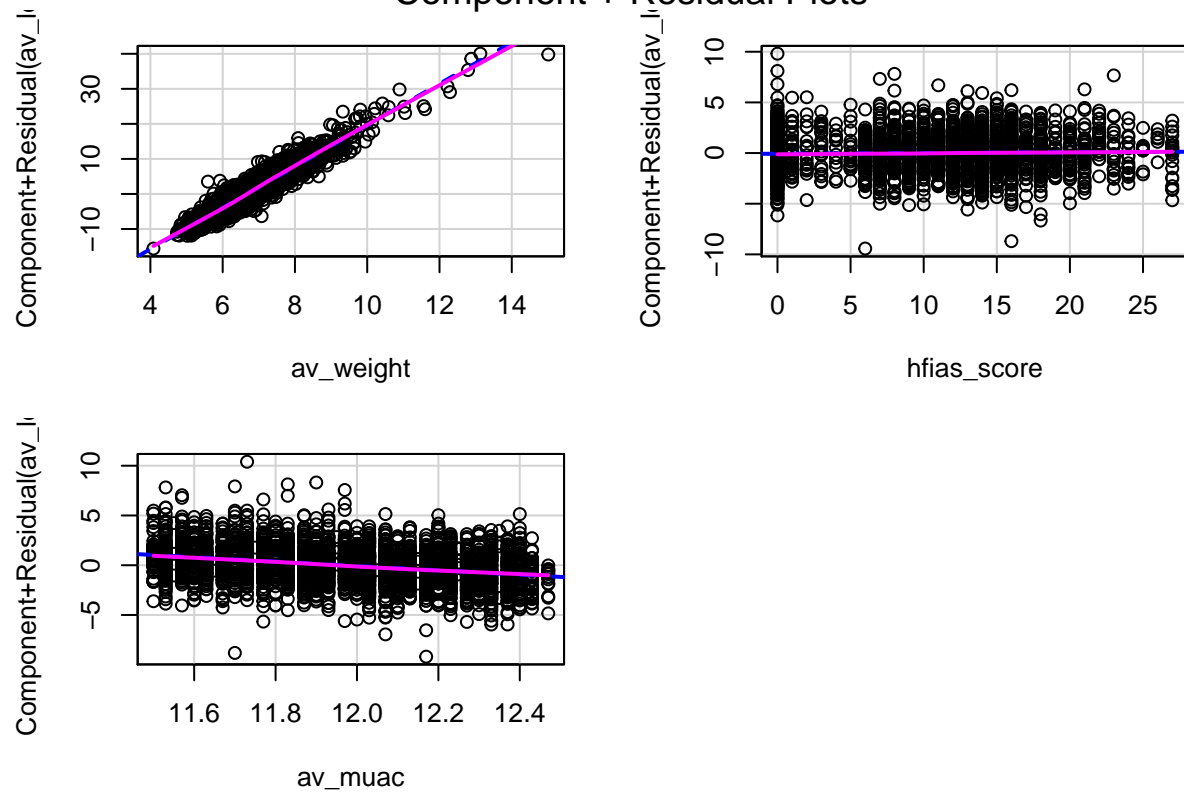 Component + Residual Plots
Component+Residual(av_l
30
10
−10
4 6 8 10 12 14
av_weight
Component+Residual(av_l
10
5
0
−10
0 5 10 15 20 25
hfias_score
Component+Residual(av_l
10
5
0
−5
11.6 11.8 12.0 12.2 12.4
av_muac